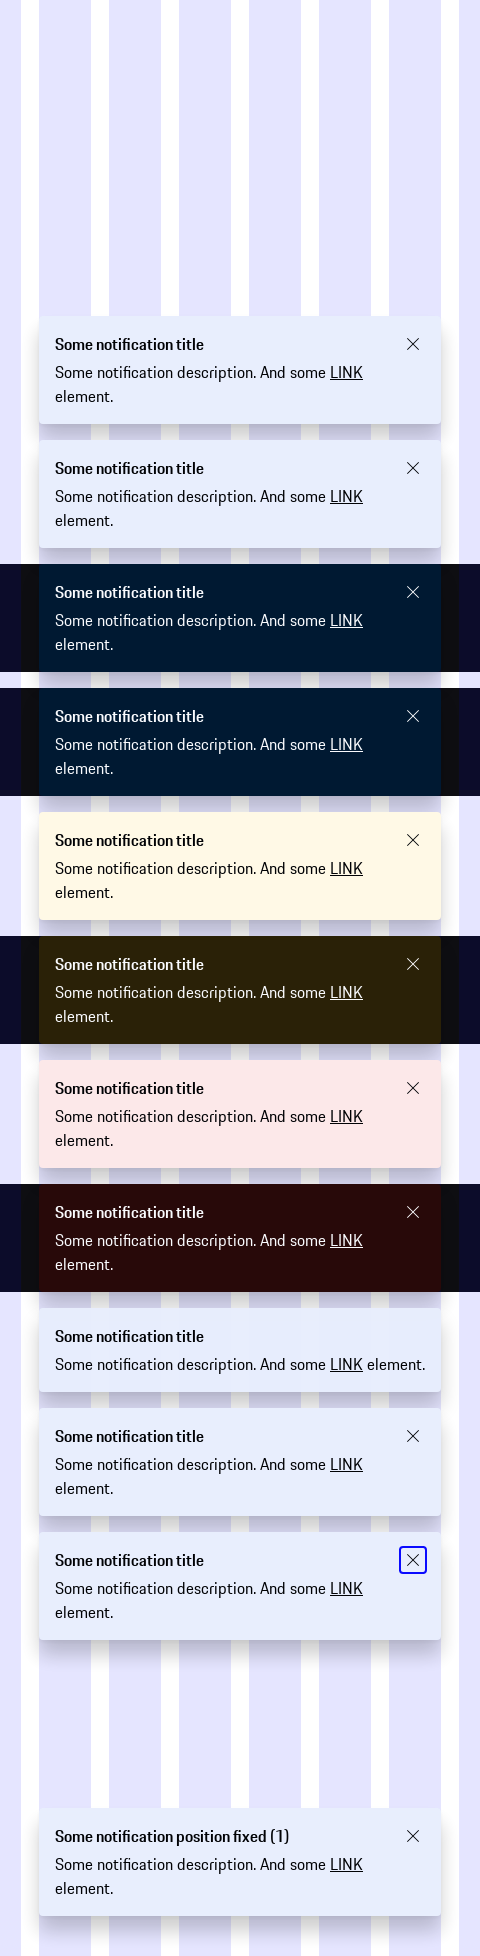 Some notification title
Some notification description. And some LINK
element.
Some notification title
Some notification description. And some LINK
element.
Some notification title
Some notification description. And some LINK
element.
Some notification title
Some notification description. And some LINK
element.
Some notification title
Some notification description. And some LINK
element.
Some notification title
Some notification description. And some LINK
element.
Some notification title
Some notification description. And some LINK
element.
Some notification title
Some notification description. And some LINK
element.
Some notification title
Some notification description. And some LINK element.
Some notification title
Some notification description. And some LINK
element.
Some notification title
Some notification description. And some LINK
element.
Some notification position fixed (1)
Some notification description. And some LINK
element.